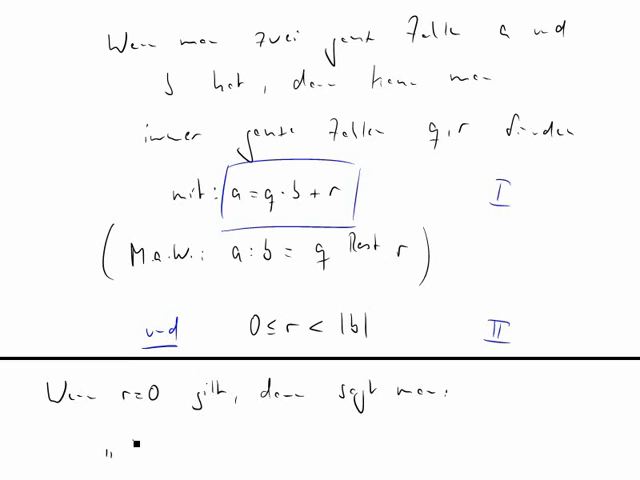 Wenn man zwei ganze Zahlen a und
b hat, dann kann man
immer ganze Zahlen q, r finden
mit: a = q · b + r I
( M.a.W.: a : b = q Rest r )
und 0 ≤ r < |b| II
Wenn r=0 gilt, dann sagt man:
„